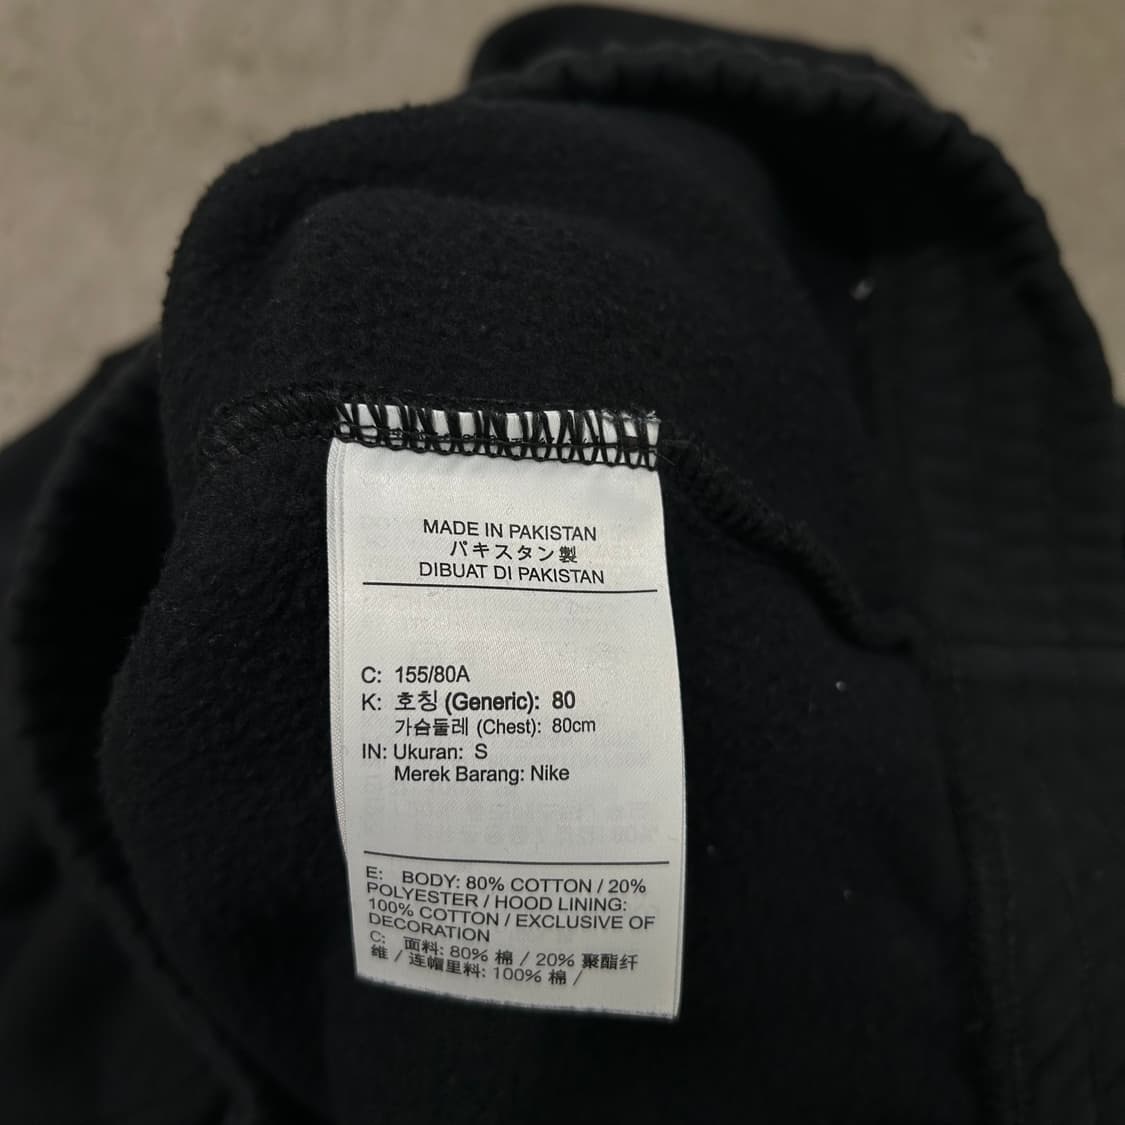 MADE IN PAKISTAN
パキスタン製
DIBUAT DI PAKISTAN
C: 155/80A
K: 호칭 (Generic): 80
가슴둘레 (Chest): 80cm
IN: Ukuran: S
Merek Barang: Nike
E: BODY: 80% COTTON / 20%
POLYESTER / HOOD LINING:
100% COTTON / EXCLUSIVE OF
DECORATION
C: 面料: 80% 棉 / 20% 聚酯纤
维 / 连帽里料: 100% 棉 /